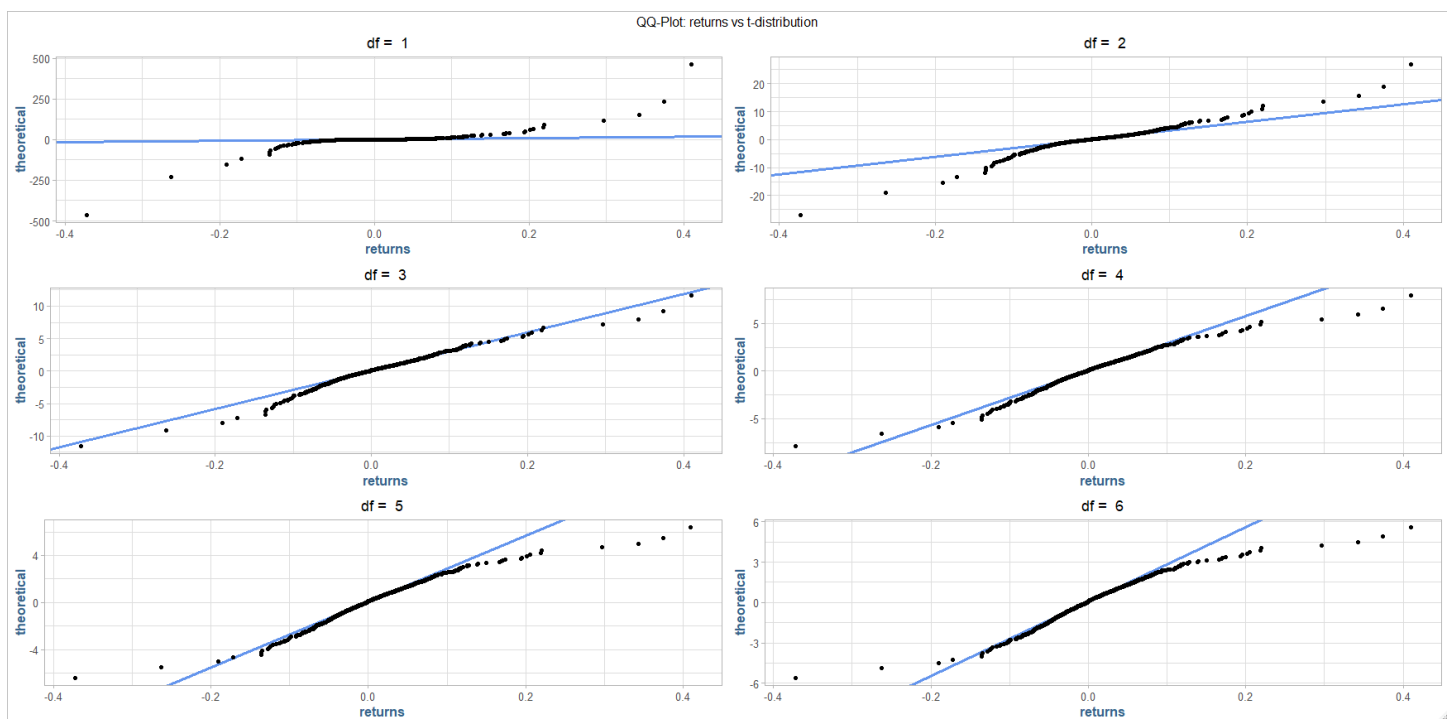 QQ-Plot: returns vs t-distribution
df = 1
theoretical
500
250
0
-250
-500
-0.4 -0.2 0.0 0.2 0.4
returns
df = 2
theoretical
20
10
0
-10
-20
-0.4 -0.2 0.0 0.2 0.4
returns
df = 3
theoretical
10
5
0
-5
-10
-0.4 -0.2 0.0 0.2 0.4
returns
df = 4
theoretical
5
0
-5
-0.4 -0.2 0.0 0.2 0.4
returns
df = 5
theoretical
4
0
-4
-0.4 -0.2 0.0 0.2 0.4
returns
df = 6
theoretical
6
3
0
-3
-6
-0.4 -0.2 0.0 0.2 0.4
returns